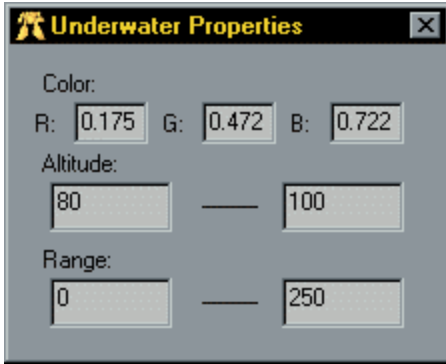 Underwater Properties
Color:
R: 0.175 G: 0.472 B: 0.722
Altitude:
80 100
Range:
0 250